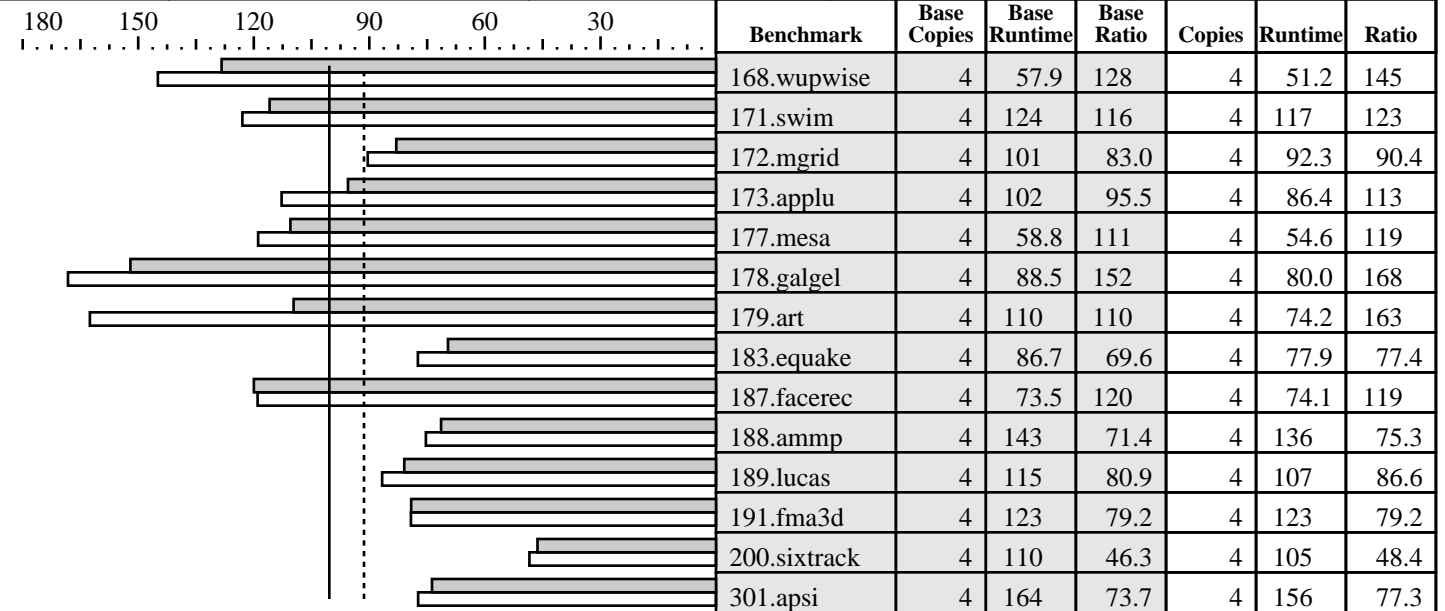 180 150 120 90 60 30
Benchmark Base Copies Base Runtime Base Ratio Copies Runtime Ratio
168.wupwise 4 57.9 128 4 51.2 145
171.swim 4 124 116 4 117 123
172.mgrid 4 101 83.0 4 92.3 90.4
173.applu 4 102 95.5 4 86.4 113
177.mesa 4 58.8 111 4 54.6 119
178.galgel 4 88.5 152 4 80.0 168
179.art 4 110 110 4 74.2 163
183.equake 4 86.7 69.6 4 77.9 77.4
187.facerec 4 73.5 120 4 74.1 119
188.ammp 4 143 71.4 4 136 75.3
189.lucas 4 115 80.9 4 107 86.6
191.fma3d 4 123 79.2 4 123 79.2
200.sixtrack 4 110 46.3 4 105 48.4
301.apsi 4 164 73.7 4 156 77.3